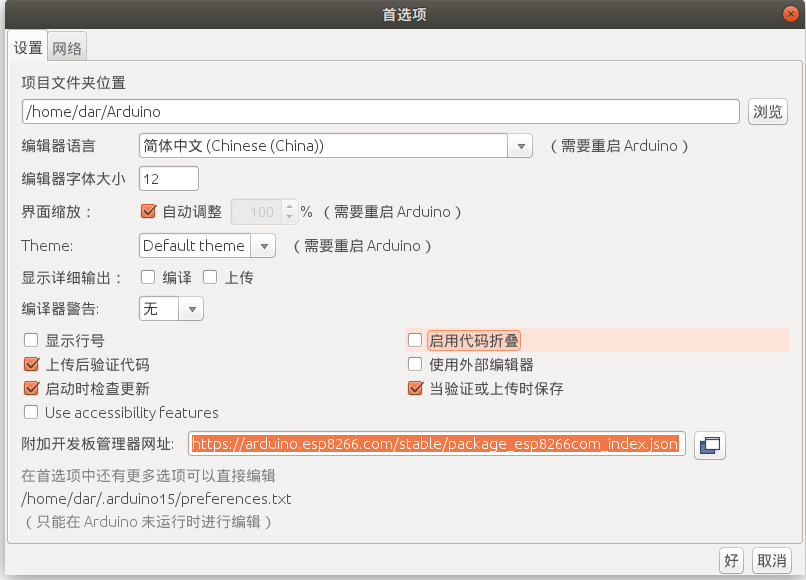 首选项
设置 网络
项目文件夹位置
/home/dar/Arduino 浏览
编辑器语言 简体中文 (Chinese (China)) （需要重启 Arduino）
编辑器字体大小 12
界面缩放： 自动调整 100 % （需要重启 Arduino）
Theme: Default theme （需要重启 Arduino）
显示详细输出： 编译 上传
编译器警告: 无
显示行号 启用代码折叠
上传后验证代码 使用外部编辑器
启动时检查更新 当验证或上传时保存
Use accessibility features
附加开发板管理器网址: https://arduino.esp8266.com/stable/package_esp8266com_index.json
在首选项中还有更多选项可以直接编辑
/home/dar/.arduino15/preferences.txt
（只能在 Arduino 未运行时进行编辑）
好 取消